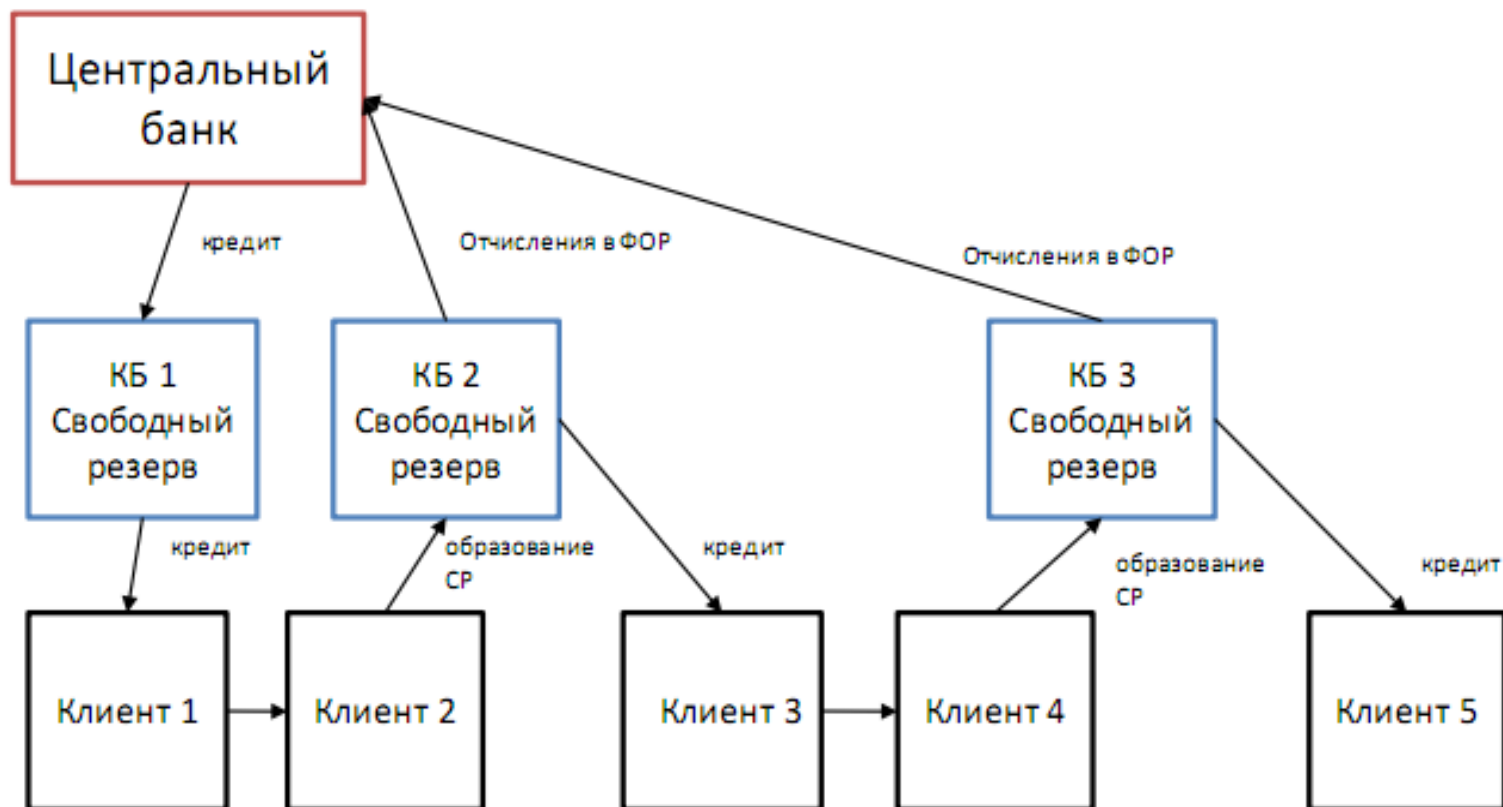 Центральный
банк
кредит
Отчисления в ФОР
Отчисления в ФОР
КБ 1
Свободный
резерв
КБ 2
Свободный
резерв
КБ 3
Свободный
резерв
кредит
образование
СР
кредит
образование
СР
кредит
Клиент 1
Клиент 2
Клиент 3
Клиент 4
Клиент 5